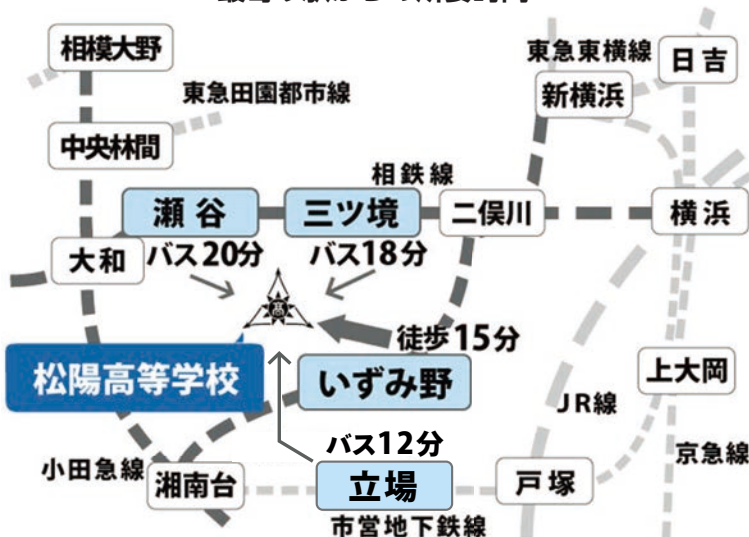 相模大野
東急東横線
日吉
東急田園都市線
新横浜
中央林間
相鉄線
瀬谷
三ツ境
二俣川
横浜
大和
バス20分
バス18分
高
徒歩15分
松陽高等学校
いずみ野
上大岡
JR線
バス12分
京急線
小田急線
湘南台
立場
戸塚
市営地下鉄線